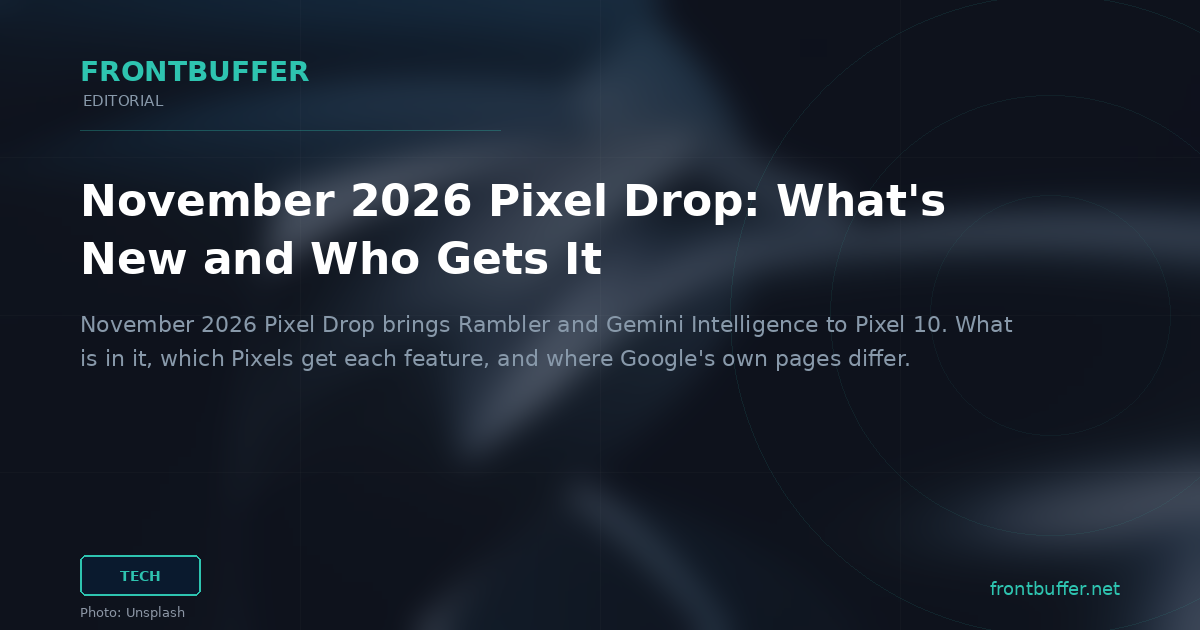 FRONTBUFFER
EDITORIAL
November 2026 Pixel Drop: What's
New and Who Gets It
November 2026 Pixel Drop brings Rambler and Gemini Intelligence to Pixel 10. What
is in it, which Pixels get each feature, and where Google's own pages differ.
TECH
Photo: Unsplash
frontbuffer.net